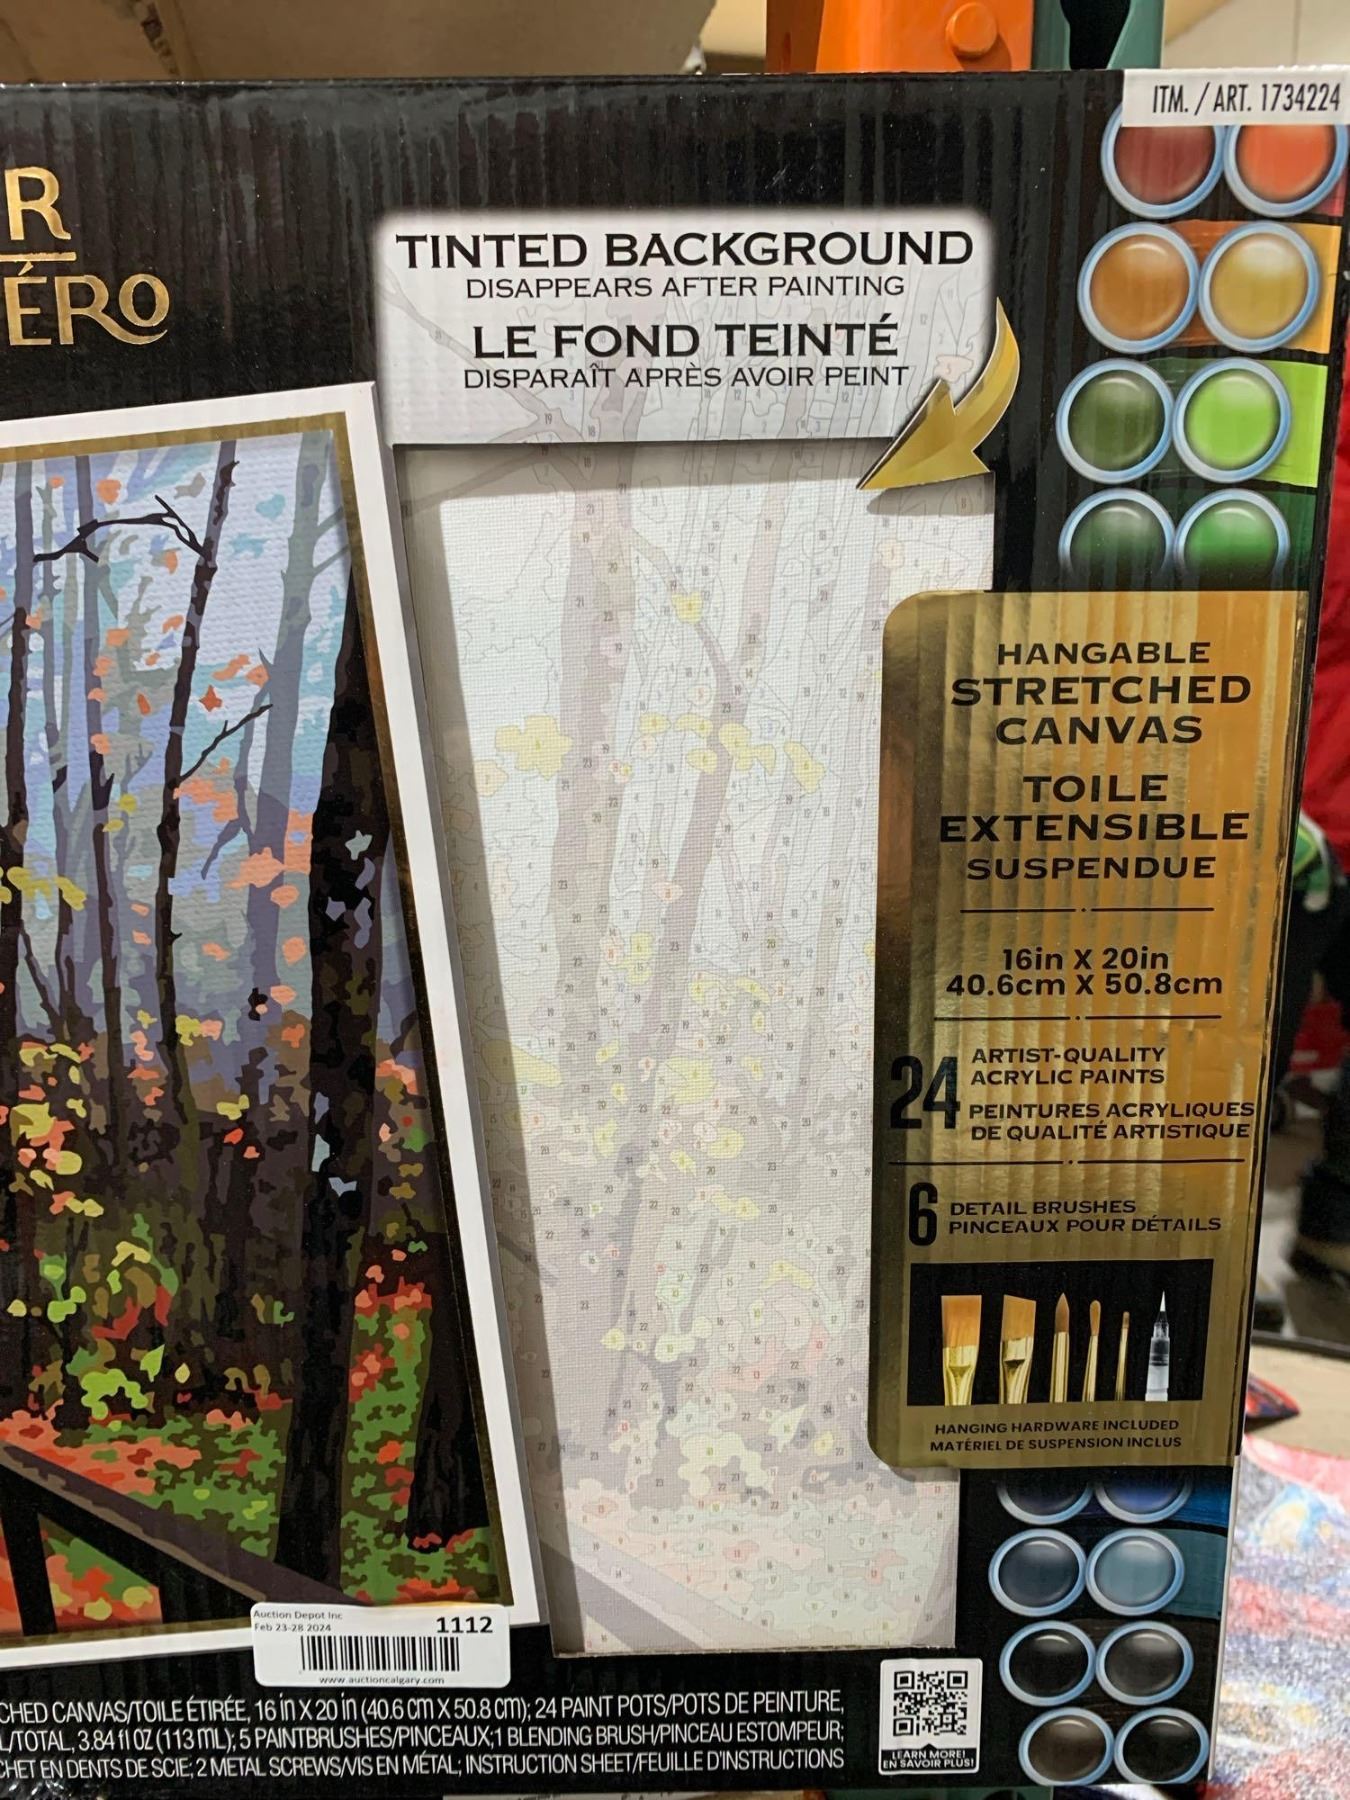 ITM. / ART. 1734224
R
ÉRO
TINTED BACKGROUND
DISAPPEARS AFTER PAINTING
LE FOND TEINTÉ
DISPARAÎT APRÈS AVOIR PEINT
HANGABLE
STRETCHED
CANVAS
TOILE
EXTENSIBLE
SUSPENDUE
16in X 20in
40.6cm X 50.8cm
24 ARTIST-QUALITY
ACRYLIC PAINTS
PEINTURES ACRYLIQUES
DE QUALITÉ ARTISTIQUE
6 DETAIL BRUSHES
PINCEAUX POUR DÉTAILS
HANGING HARDWARE INCLUDED
MATÉRIEL DE SUSPENSION INCLUS
Auction Depot Inc
Feb 23-28 2024
1112
www.auctioncalgary.com
CHED CANVAS/TOILE ÉTIRÉE, 16 in X 20 in (40.6 cm X 50.8 cm); 24 PAINT POTS/POTS DE PEINTURE,
L/TOTAL, 3.84 fl OZ (113 mL); 5 PAINTBRUSHES/PINCEAUX;1 BLENDING BRUSH/PINCEAU ESTOMPEUR;
CHET EN DENTS DE SCIE; 2 METAL SCREWS/VIS EN MÉTAL; INSTRUCTION SHEET/FEUILLE D'INSTRUCTIONS
LEARN MORE!
EN SAVOIR PLUS!